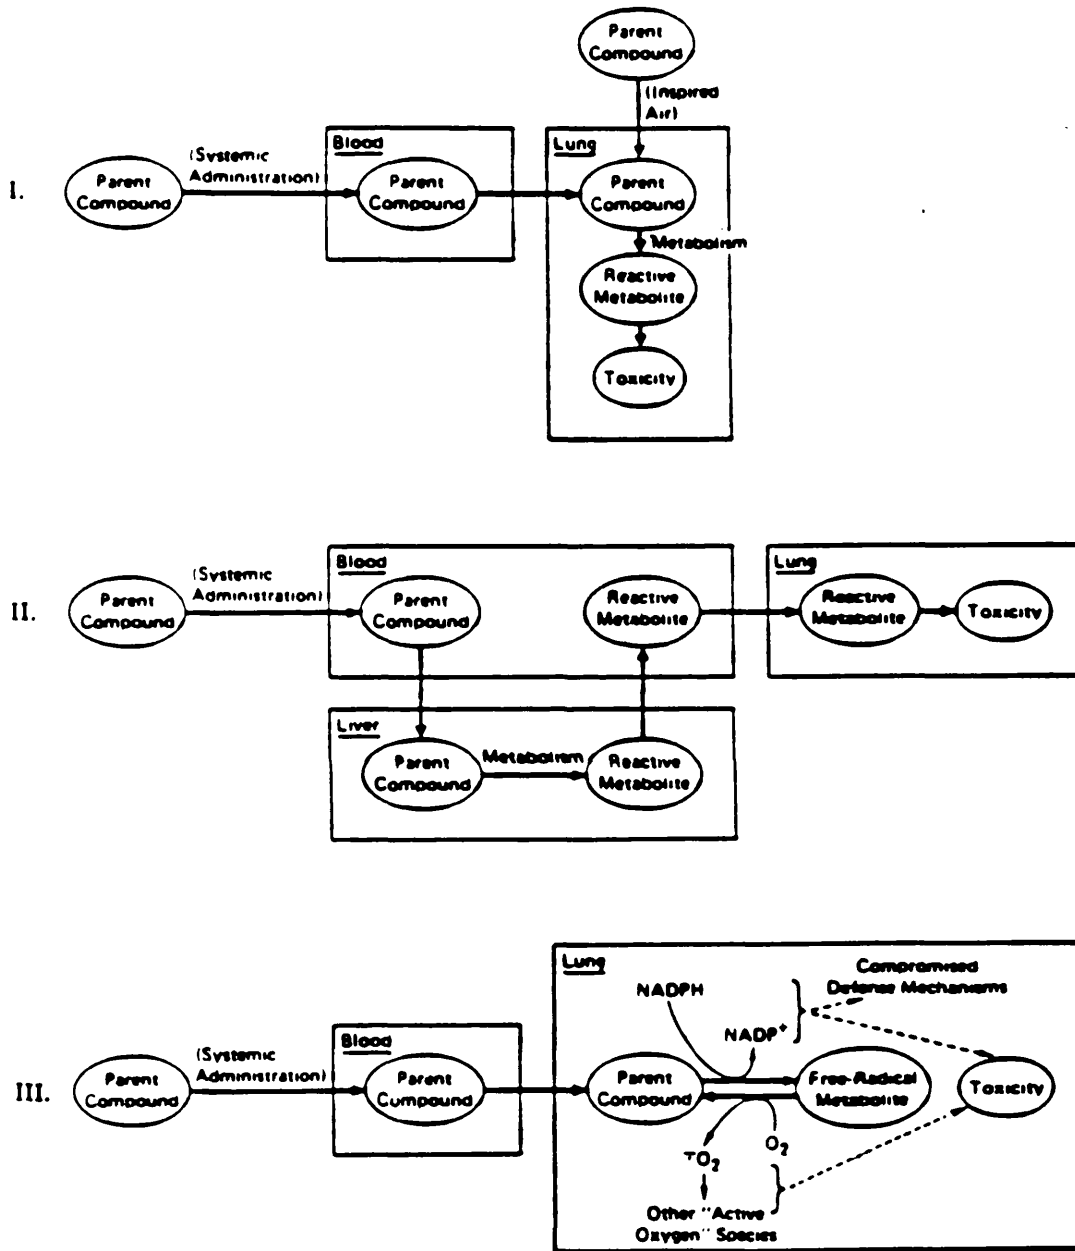 Parent
Compound
(Inspired
Air)
I.
Parent
Compound
(Systemic
Administration)
Blood
Parent
Compound
Lung
Parent
Compound
Metabolism
Reactive
Metabolite
Toxicity
II.
Parent
Compound
(Systemic
Administration)
Blood
Parent
Compound
Reactive
Metabolite
Lung
Reactive
Metabolite
Toxicity
Liver
Parent
Compound
Metabolism
Reactive
Metabolite
III.
Parent
Compound
(Systemic
Administration)
Blood
Parent
Compound
Lung
NADPH
NADP+
Compromised
Defense Mechanisms
Parent
Compound
Free-Radical
Metabolite
Toxicity
O2
O2
Other "Active
Oxygen" Species